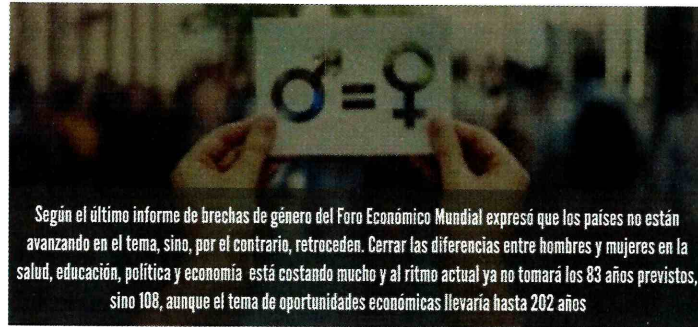 Según el último informe de brechas de género del Foro Económico Mundial expresó que los países no están
avanzando en el tema, sino, por el contrario, retroceden. Cerrar las diferencias entre hombres y mujeres en la
salud, educación, política y economía está costando mucho y al ritmo actual ya no tomará los 83 años previstos,
sino 108, aunque el tema de oportunidades económicas llevaría hasta 202 años